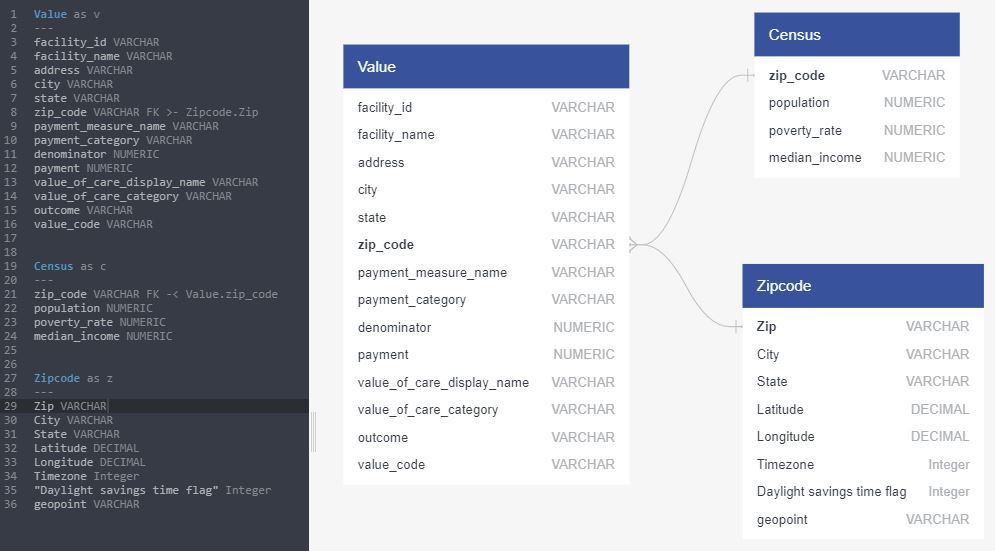 1 Value as v
2 ---
3 facility_id VARCHAR
4 facility_name VARCHAR
5 address VARCHAR
6 city VARCHAR
7 state VARCHAR
8 zip_code VARCHAR FK >- Zipcode.Zip
9 payment_measure_name VARCHAR
10 payment_category VARCHAR
11 denominator NUMERIC
12 payment NUMERIC
13 value_of_care_display_name VARCHAR
14 value_of_care_category VARCHAR
15 outcome VARCHAR
16 value_code VARCHAR
17
18
19 Census as c
20 ---
21 zip_code VARCHAR FK -< Value.zip_code
22 population NUMERIC
23 poverty_rate NUMERIC
24 median_income NUMERIC
25
26
27 Zipcode as z
28 ---
29 Zip VARCHAR
30 City VARCHAR
31 State VARCHAR
32 Latitude DECIMAL
33 Longitude DECIMAL
34 Timezone Integer
35 "Daylight savings time flag" Integer
36 geopoint VARCHAR
Value
facility_id VARCHAR
facility_name VARCHAR
address VARCHAR
city VARCHAR
state VARCHAR
zip_code VARCHAR
payment_measure_name VARCHAR
payment_category VARCHAR
denominator NUMERIC
payment NUMERIC
value_of_care_display_name VARCHAR
value_of_care_category VARCHAR
outcome VARCHAR
value_code VARCHAR
Census
zip_code VARCHAR
population NUMERIC
poverty_rate NUMERIC
median_income NUMERIC
Zipcode
Zip VARCHAR
City VARCHAR
State VARCHAR
Latitude DECIMAL
Longitude DECIMAL
Timezone Integer
Daylight savings time flag Integer
geopoint VARCHAR